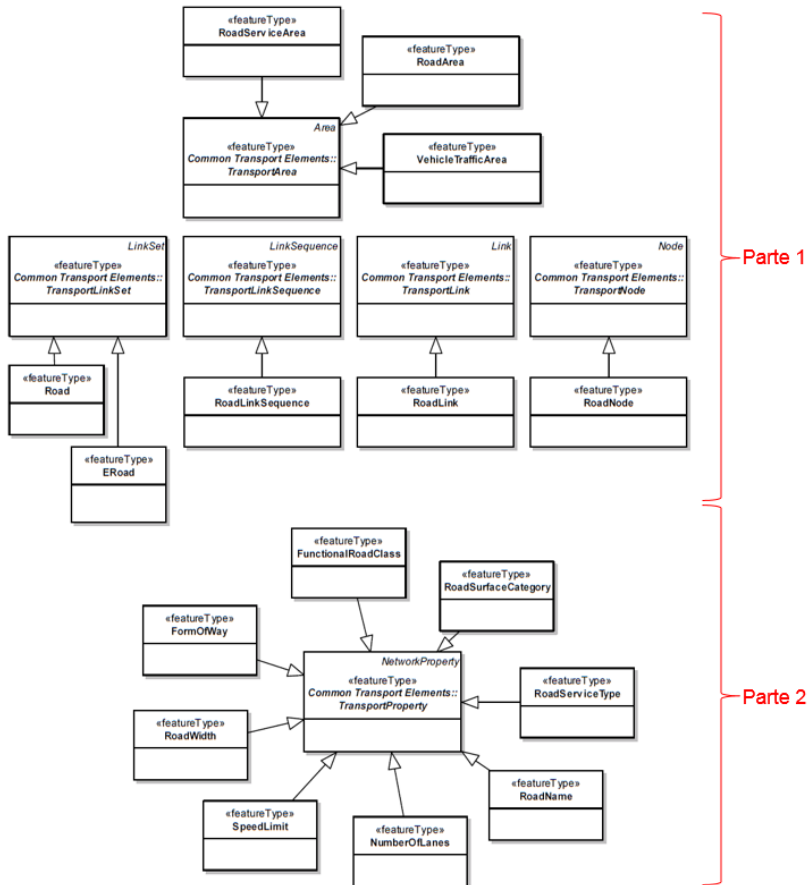 «featureType»
RoadServiceArea
«featureType»
RoadArea
Area
«featureType»
Common Transport Elements::
TransportArea
«featureType»
VehicleTrafficArea
LinkSet
«featureType»
Common Transport Elements::
TransportLinkSet
LinkSequence
«featureType»
Common Transport Elements::
TransportLinkSequence
Link
«featureType»
Common Transport Elements::
TransportLink
Node
«featureType»
Common Transport Elements::
TransportNode
«featureType»
Road
«featureType»
RoadLinkSequence
«featureType»
RoadLink
«featureType»
RoadNode
«featureType»
ERoad
Parte 1
«featureType»
FunctionalRoadClass
«featureType»
RoadSurfaceCategory
«featureType»
FormOfWay
NetworkProperty
«featureType»
Common Transport Elements::
TransportProperty
«featureType»
RoadServiceType
«featureType»
RoadWidth
«featureType»
RoadName
«featureType»
SpeedLimit
«featureType»
NumberOfLanes
Parte 2